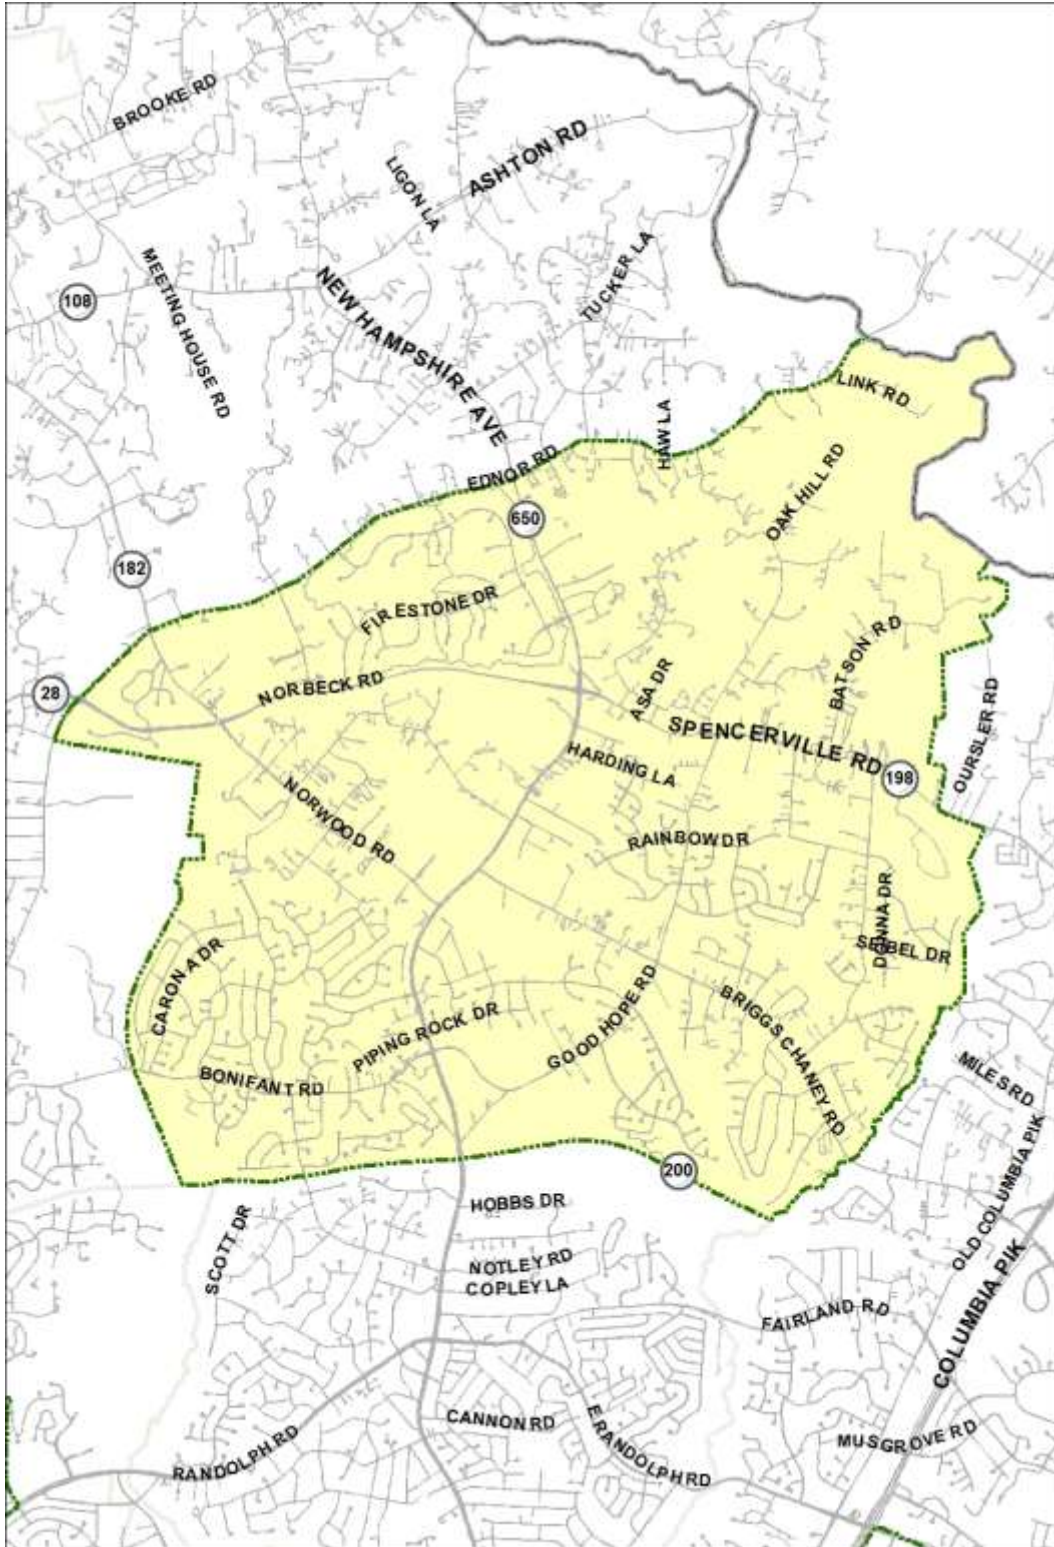 BROOKE RD
ASHTON RD
LIGON LA
TUCKER LA
MEETING HOUSE RD
108
NEW HAMPSHIRE AVE
LINK RD
HAW LA
EDNOR RD
OAK HILL RD
650
182
FIRESTONE DR
BATSON RD
NORBECK RD
28
ASA DR
OURSLER RD
SPENCERVILLE RD
198
HARDING LA
NORWOOD RD
RAINBOW DR
DONNA DR
SEIBEL DR
CARONA DR
GOOD HOPE RD
BRIGGS CHANEY RD
PIPING ROCK DR
BONIFANT RD
MILES RD
200
OLD COLUMBIA PIK
HOBBS DR
SCOTT DR
NOTLEY RD
COPLEY LA
FAIRLAND RD
COLUMBIA PIK
CANNON RD
E RANDOLPH RD
RANDOLPH RD
MUSGROVE RD